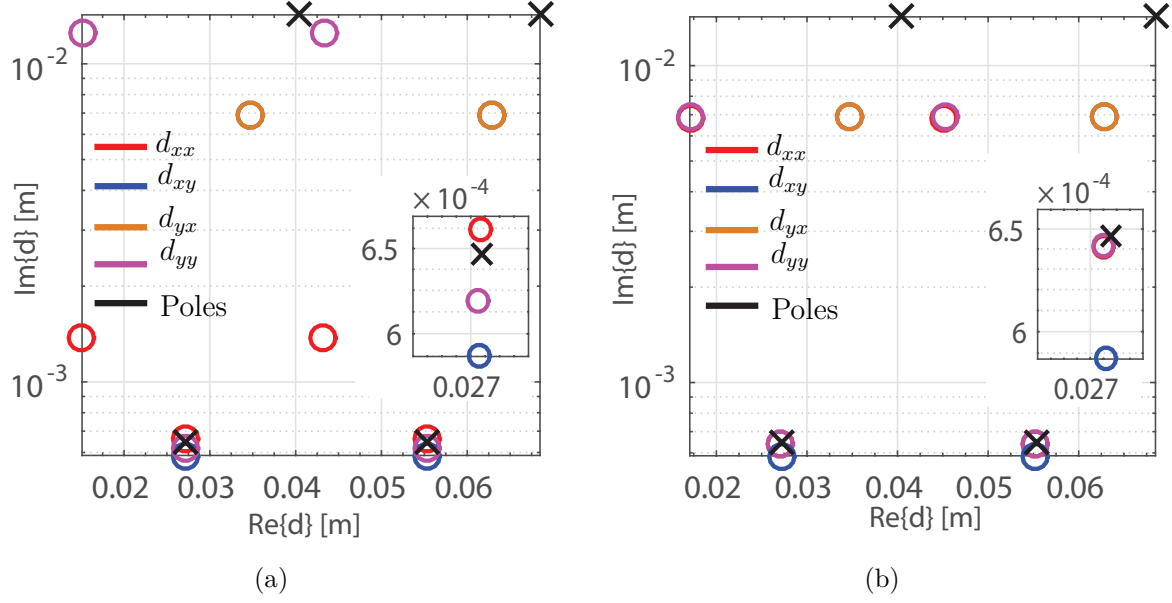 10^-2
10^-3
Im{d} [m]
d_xx
d_xy
d_yx
d_yy
Poles
× 10^-4
6.5
6
0.027
0.02 0.03 0.04 0.05 0.06
Re{d} [m]
(a)
10^-2
10^-3
Im{d} [m]
d_xx
d_xy
d_yx
d_yy
Poles
× 10^-4
6.5
6
0.027
0.02 0.03 0.04 0.05 0.06
Re{d} [m]
(b)